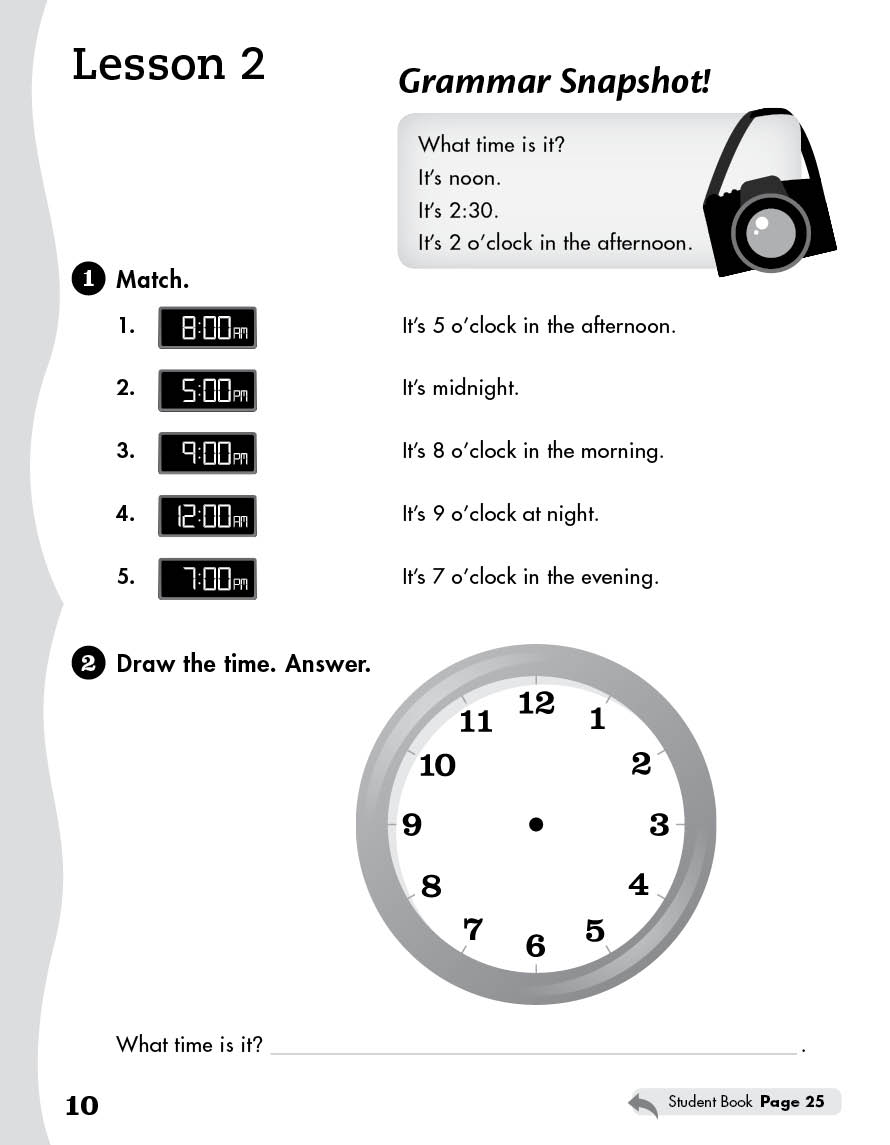 Lesson 2
Grammar Snapshot!
What time is it?
It's noon.
It's 2:30.
It's 2 o'clock in the afternoon.
1 Match.
1. 8:00 AM It's 5 o'clock in the afternoon.
2. 5:00 PM It's midnight.
3. 9:00 PM It's 8 o'clock in the morning.
4. 12:00 AM It's 9 o'clock at night.
5. 7:00 PM It's 7 o'clock in the evening.
2 Draw the time. Answer.
12
1
2
3
4
5
6
7
8
9
10
11
What time is it? .
10
Student Book Page 25